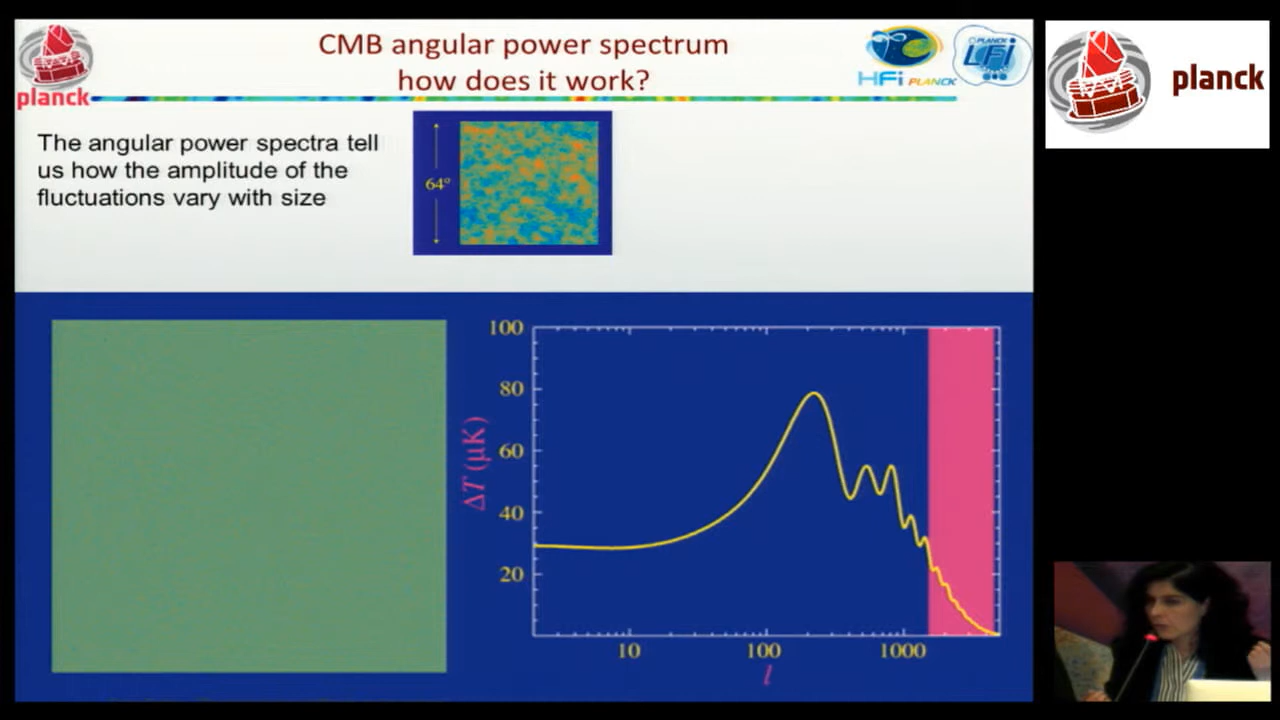 CMB angular power spectrum
how does it work?
planck
HFi PLANCK
PLANCK
LFi
planck
The angular power spectra tell
us how the amplitude of the
fluctuations vary with size
64°
100
80
60
40
20
ΔT (μK)
10
100
1000
l